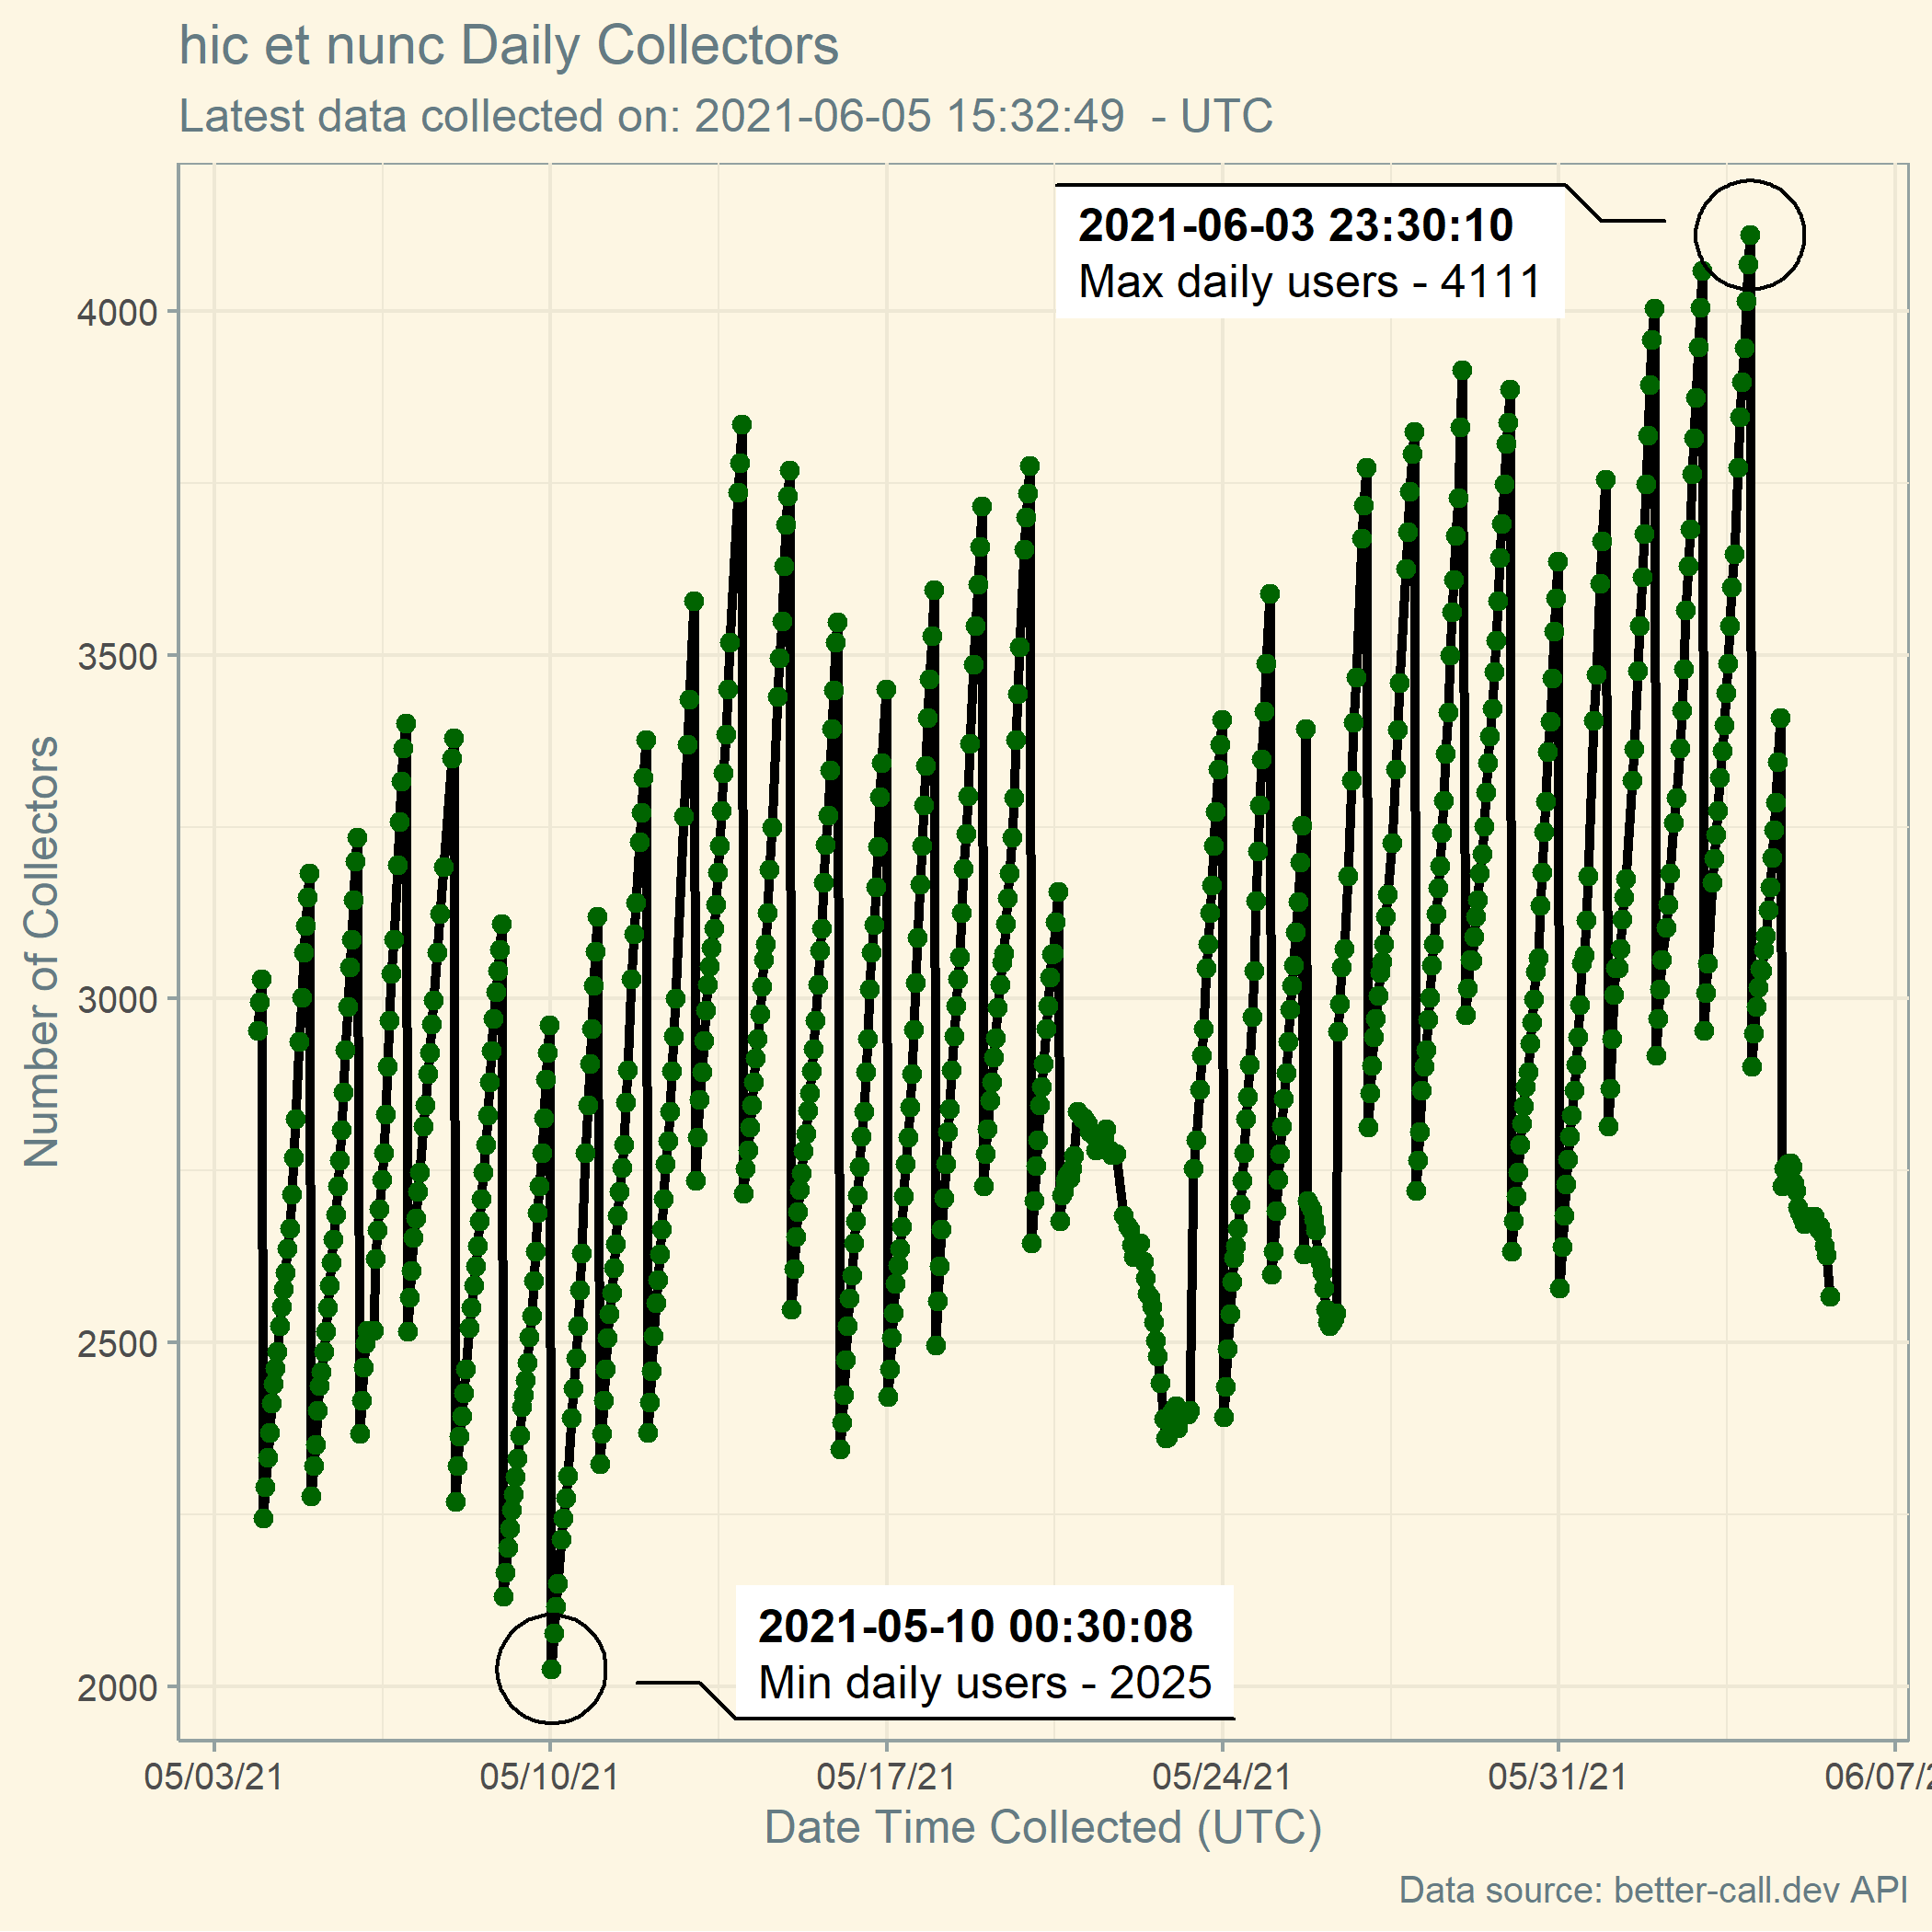 hic et nunc Daily Collectors
Latest data collected on: 2021-06-05 15:32:49  - UTC
2021-06-03 23:30:10
Max daily users - 4111
4000
3500
3000
2500
2000
Number of Collectors
2021-05-10 00:30:08
Min daily users - 2025
05/03/21 05/10/21 05/17/21 05/24/21 05/31/21 06/07/2
Date Time Collected (UTC)
Data source: better-call.dev API